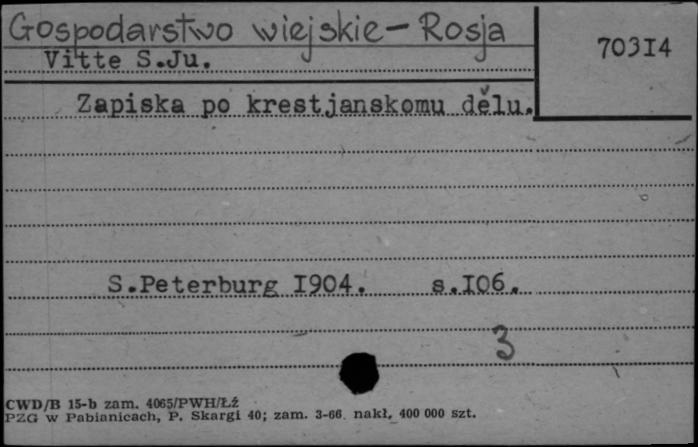 Gospodarstwo wiejskie - Rosja
Vitte S.Ju.
70314
Zapiska po krestjanskomu dělu.
S.Peterburg I904. s.I06.
3
CWD/B 15-b zam. 4065/PWH/Łź
PZG w Pabianicach, P. Skargi 40; zam. 3-66. nakł. 400 000 szt.